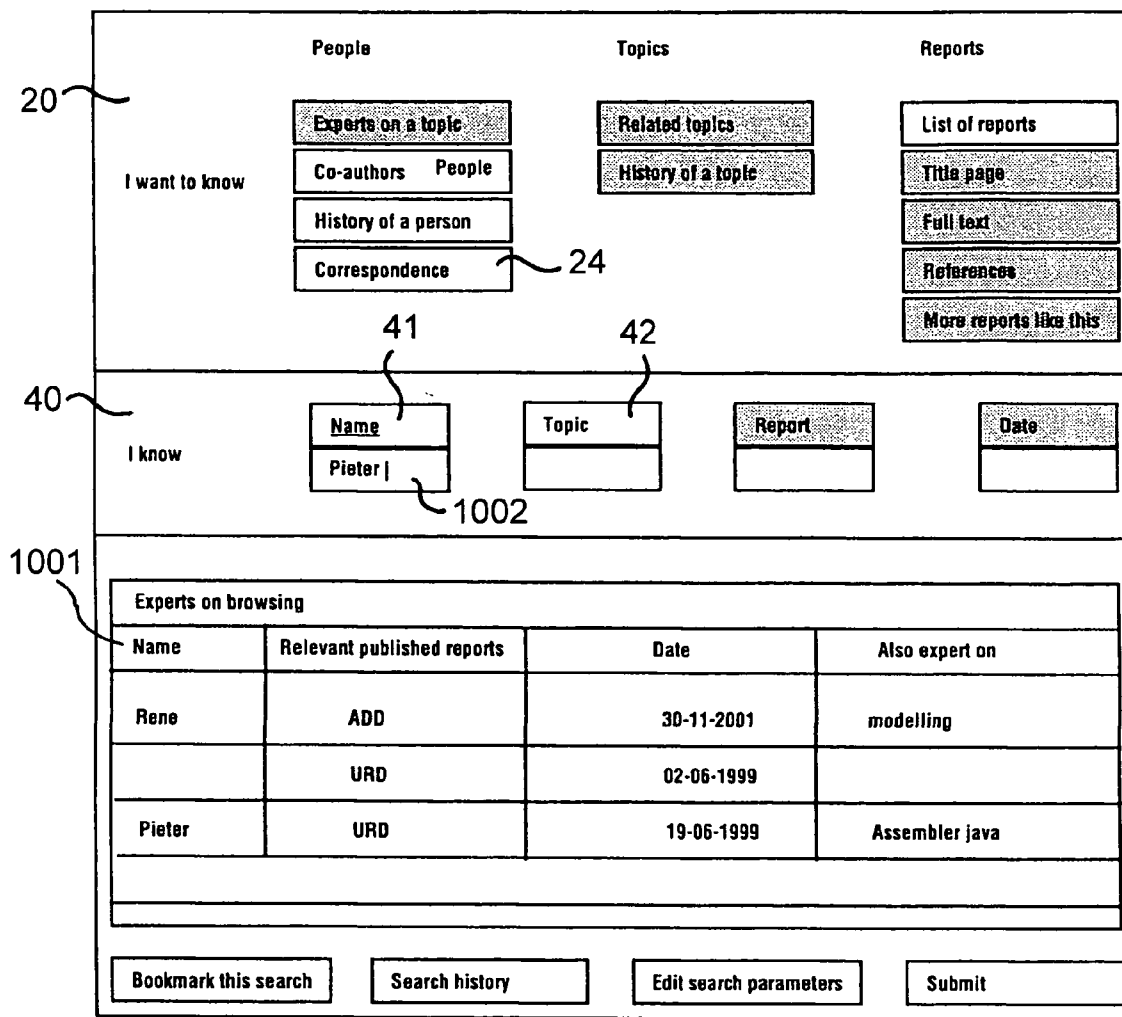 People Topics Reports
20
Experts on a topic Related topics List of reports
I want to know Co-authors People History of a topic Title page
History of a person Full text
Correspondence 24 References
More reports like this
41 42
40
Name Topic Report Date
I know
Pieter |
1002
1001
Experts on browsing
Name Relevant published reports Date Also expert on
Rene ADD 30-11-2001 modelling
URD 02-06-1999
Pieter URD 19-06-1999 Assembler java
Bookmark this search Search history Edit search parameters Submit